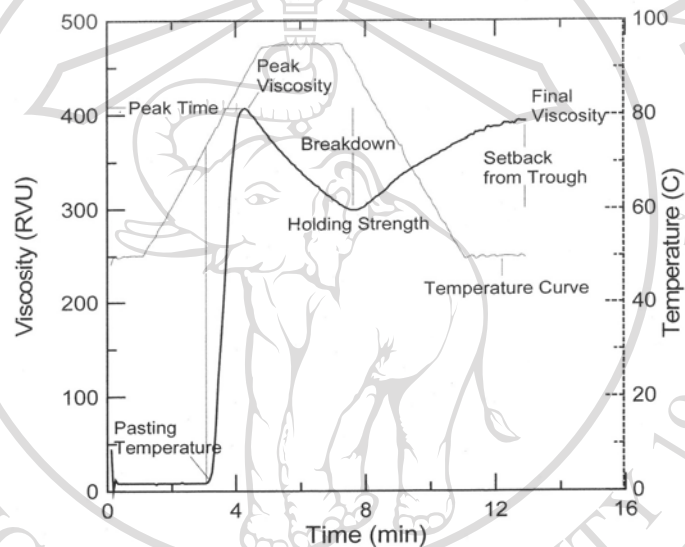 500
400
300
200
100
0
Viscosity (RVU)
0
4
8
12
16
Time (min)
100
80
60
40
20
0
Temperature (C)
Peak
Viscosity
Peak Time
Breakdown
Final
Viscosity
Setback
from Trough
Holding Strength
Temperature Curve
Pasting
Temperature